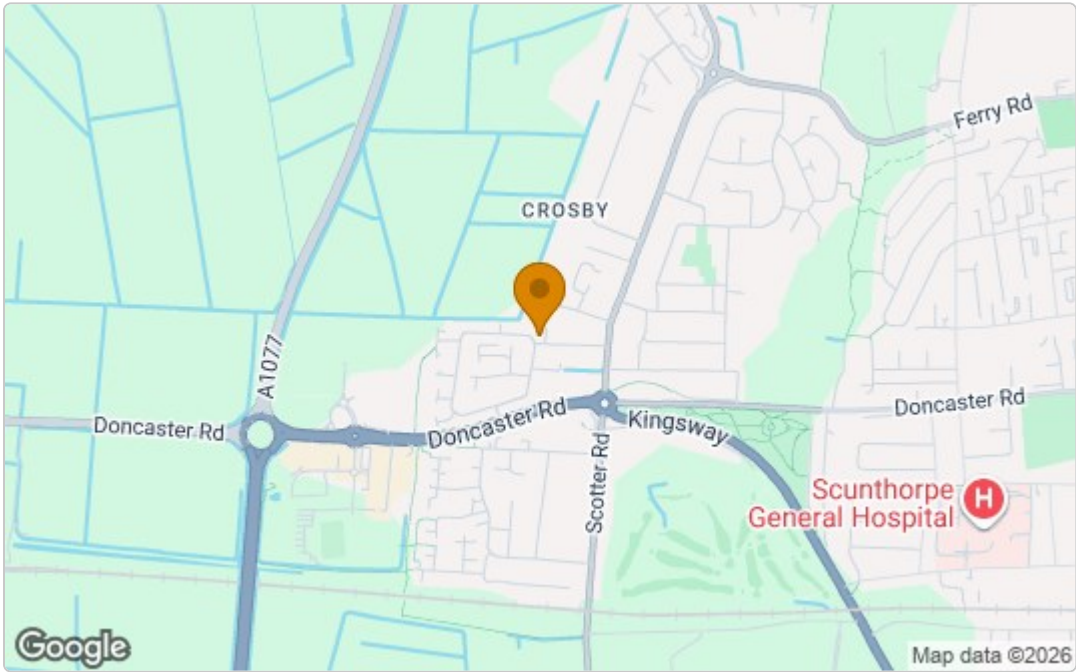 Ferry Rd
CROSBY
A1077
Doncaster Rd
Doncaster Rd
Kingsway
Doncaster Rd
Scotter Rd
Scunthorpe
General Hospital
H
Google
Map data ©2026